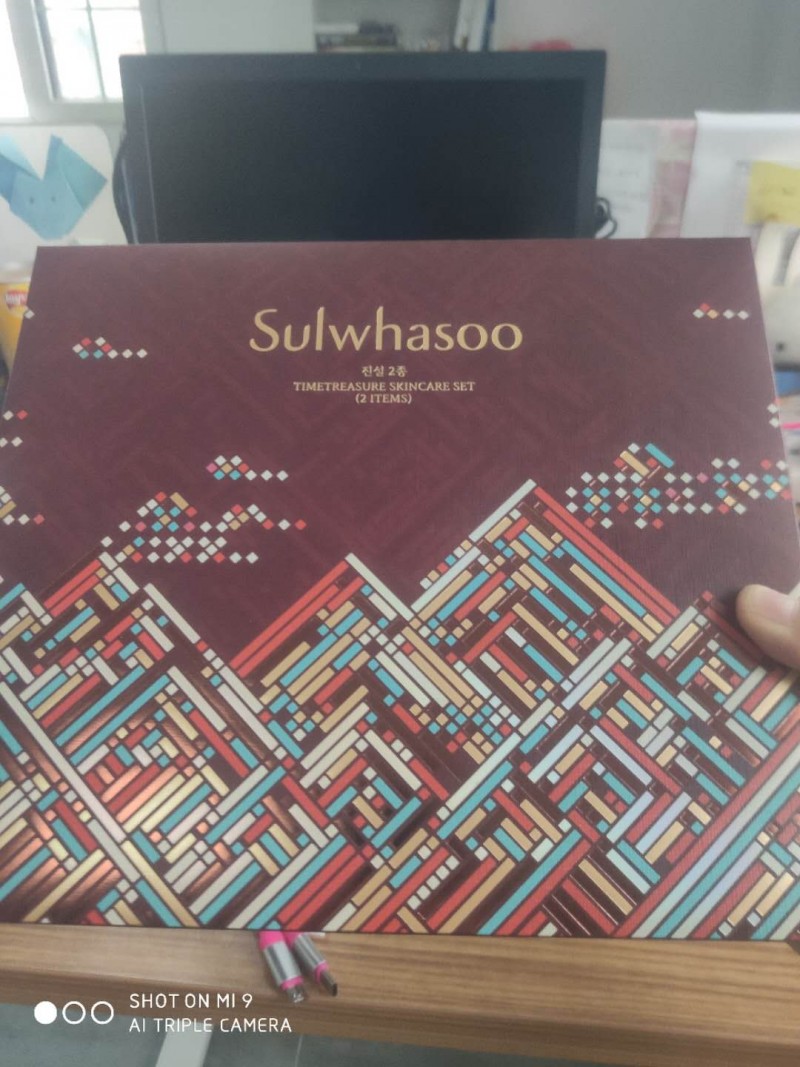 Sulwhasoo
진설 2종
TIMETREASURE SKINCARE SET
(2 ITEMS)
SHOT ON MI 9
AI TRIPLE CAMERA